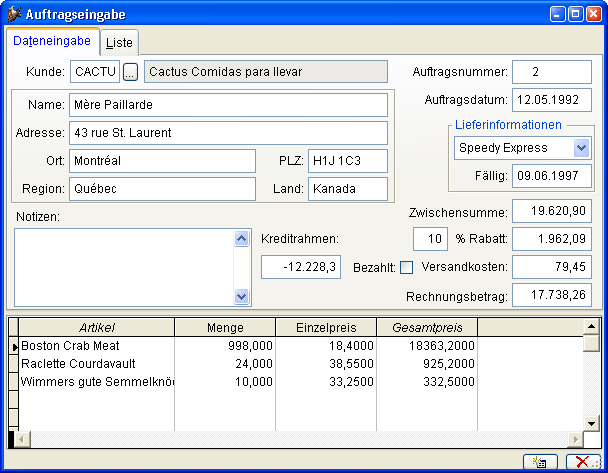 Auftragseingabe
Dateneingabe Liste
Kunde: CACTU ... Cactus Comidas para llevar Auftragsnummer: 2
Auftragsdatum: 12.05.1992
Name: Mère Paillarde
Adresse: 43 rue St. Laurent
Ort: Montréal PLZ: H1J 1C3
Region: Québec Land: Kanada
Lieferinformationen
Speedy Express
Fällig: 09.06.1997
Notizen:
Kreditrahmen:
-12.228,3 Bezahlt:
Zwischensumme: 19.620,90
10 % Rabatt: 1.962,09
Versandkosten: 79,45
Rechnungsbetrag: 17.738,26
Artikel Menge Einzelpreis Gesamtpreis
Boston Crab Meat 998,000 18,4000 18363,2000
Raclette Courdavault 24,000 38,5500 925,2000
Wimmers gute Semmelknö 10,000 33,2500 332,5000